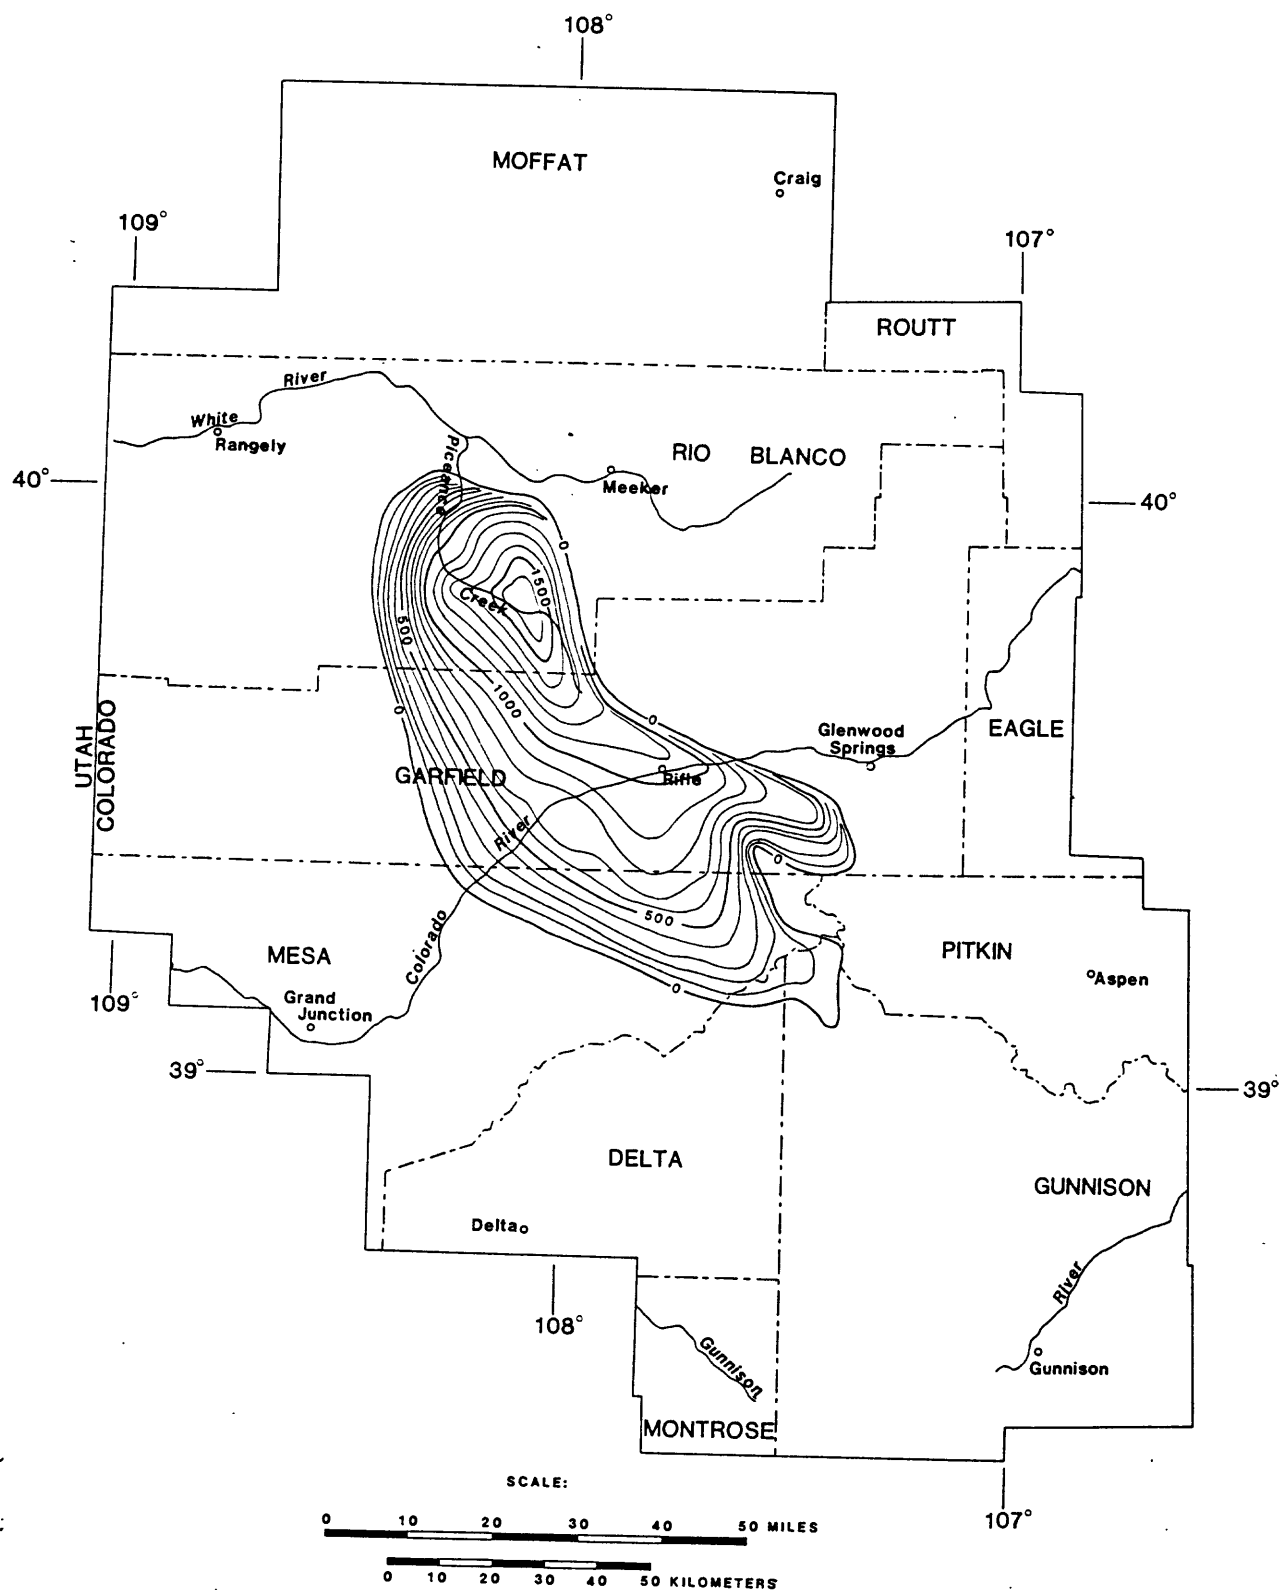 108°
MOFFAT
Craig
109°
107°
ROUTT
River
White
Rangely
Piceance
RIO BLANCO
40°
Meeker
40°
0
1500
Creek
500
1000
0
0
UTAH
COLORADO
Glenwood
Springs
EAGLE
GARFIELD
Rifle
River
0
500
Colorado
MESA
PITKIN
Aspen
109°
Grand
Junction
0
39°
39°
DELTA
GUNNISON
Delta
River
108°
Gunnison
Gunnison
MONTROSE
SCALE:
107°
0 10 20 30 40 50 MILES
0 10 20 30 40 50 KILOMETERS